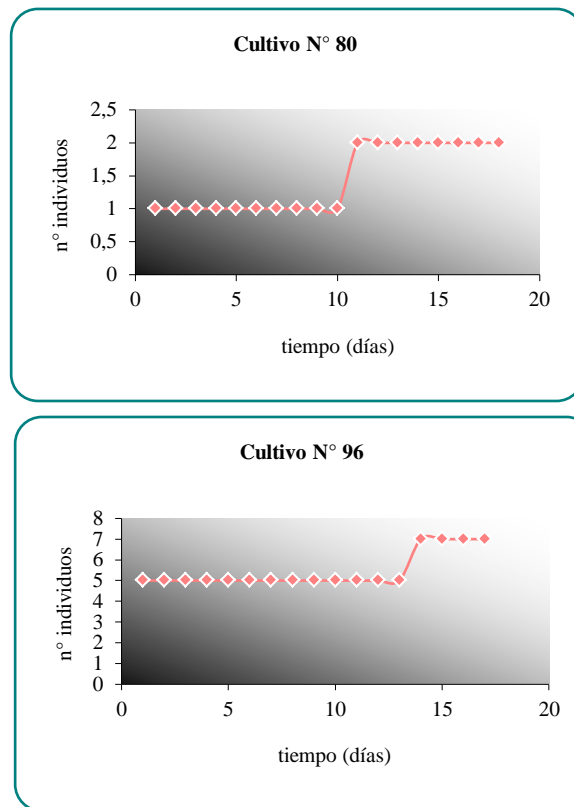 Cultivo N° 80
n° individuos
2,5
2
1,5
1
0,5
0
0 5 10 15 20
tiempo (días)
Cultivo N° 96
n° individuos
8
7
6
5
4
3
2
1
0
0 5 10 15 20
tiempo (días)